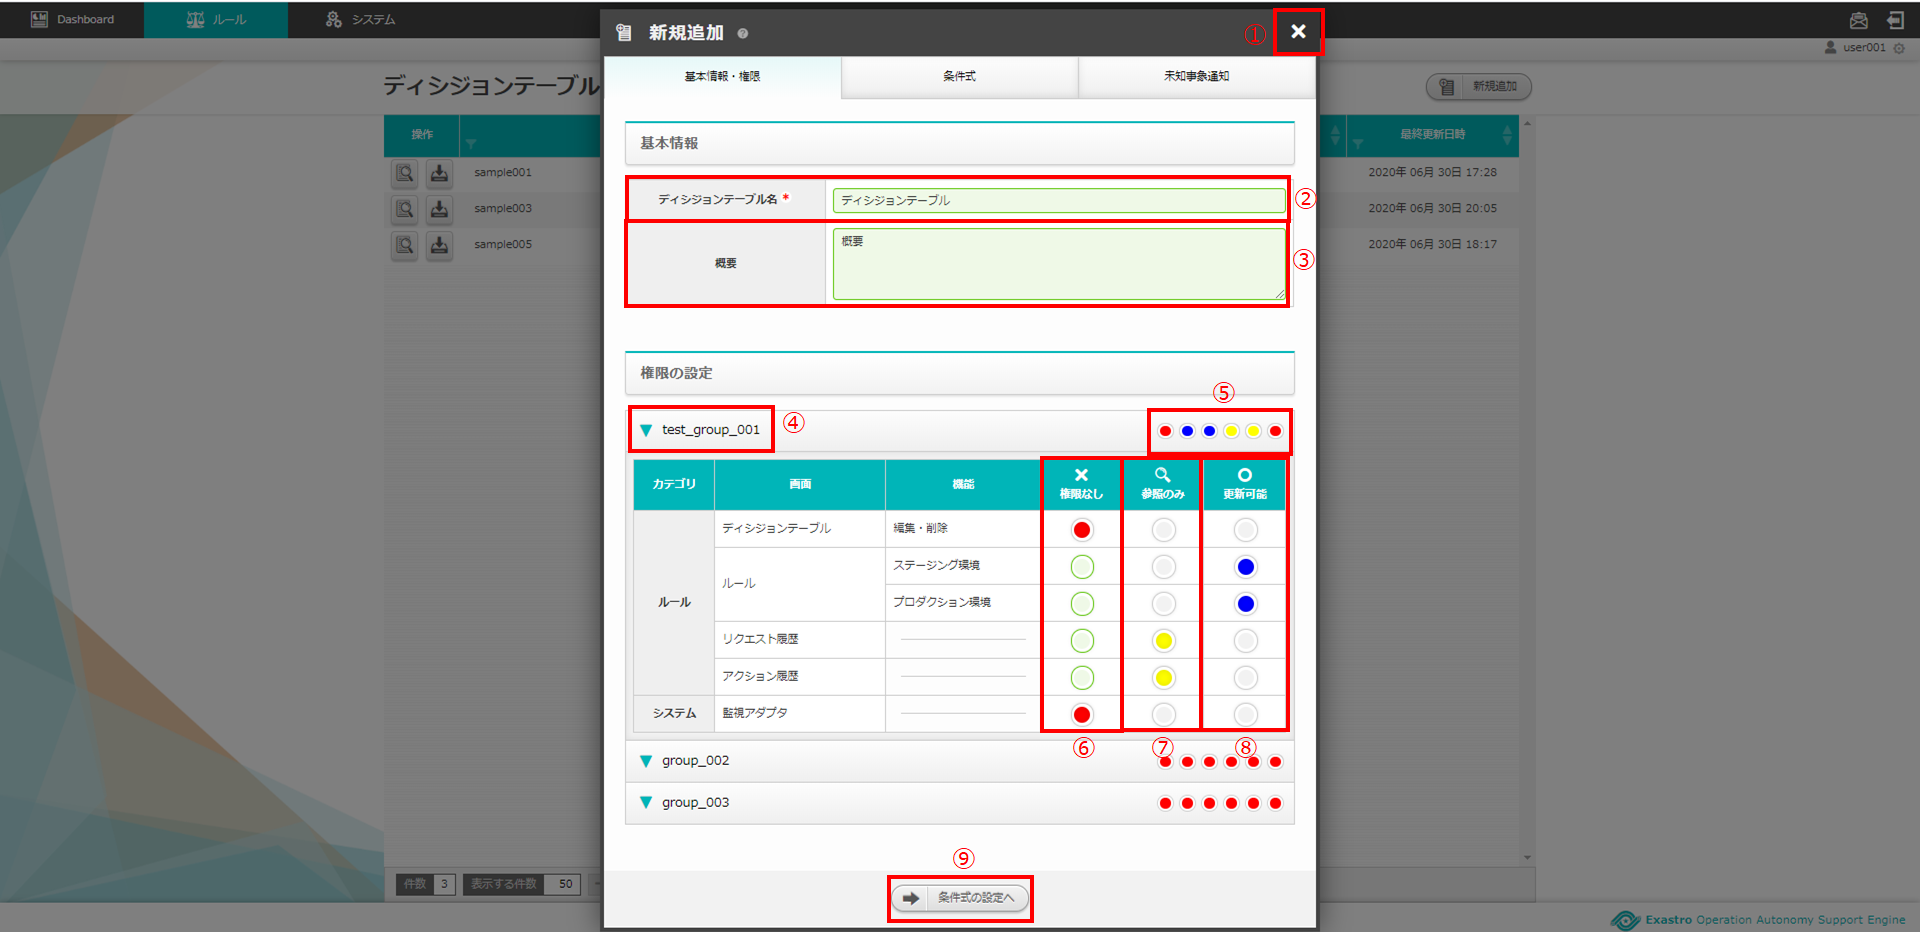 Dashboard ルール システム
新規追加 ?
①
user001
ディシジョンテーブル
新規追加
基本情報・権限 条件式 未知事象通知
操作 最終更新日時
基本情報
sample001 2020年 06月 30日 17:28
ディシジョンテーブル名 * ディシジョンテーブル ②
sample003 2020年 06月 30日 20:05
sample005 2020年 06月 30日 18:17
概要 概要 ③
権限の設定
⑤
test_group_001 ④
カテゴリ 画面 機能 権限なし 参照のみ 更新可能
ルール ディシジョンテーブル 編集・削除
ルール ステージング環境
プロダクション環境
リクエスト履歴
アクション履歴
システム 監視アダプタ
⑥ ⑦ ⑧
group_002
group_003
⑨
件数 3 表示する件数 50
条件式の設定へ
Exastro Operation Autonomy Support Engine